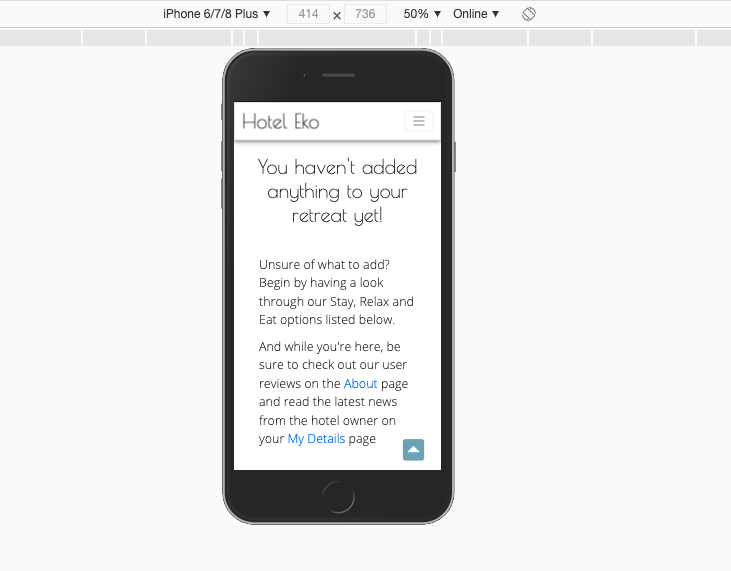 iPhone 6/7/8 Plus ▼ 414 × 736 50% ▼ Online ▼
Hotel Eko
You haven't added
anything to your
retreat yet!
Unsure of what to add?
Begin by having a look
through our Stay, Relax and
Eat options listed below.
And while you're here, be
sure to check out our user
reviews on the About page
and read the latest news
from the hotel owner on
your My Details page